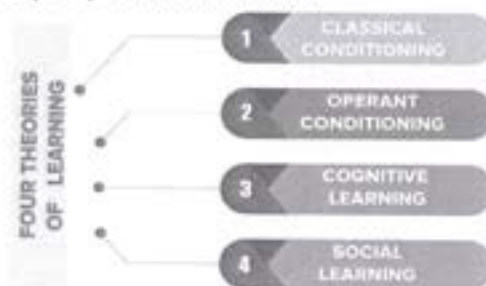 FOUR THEORIES
OF LEARNING
1
CLASSICAL
CONDITIONING
2
OPERANT
CONDITIONING
3
COGNITIVE
LEARNING
4
SOCIAL
LEARNING